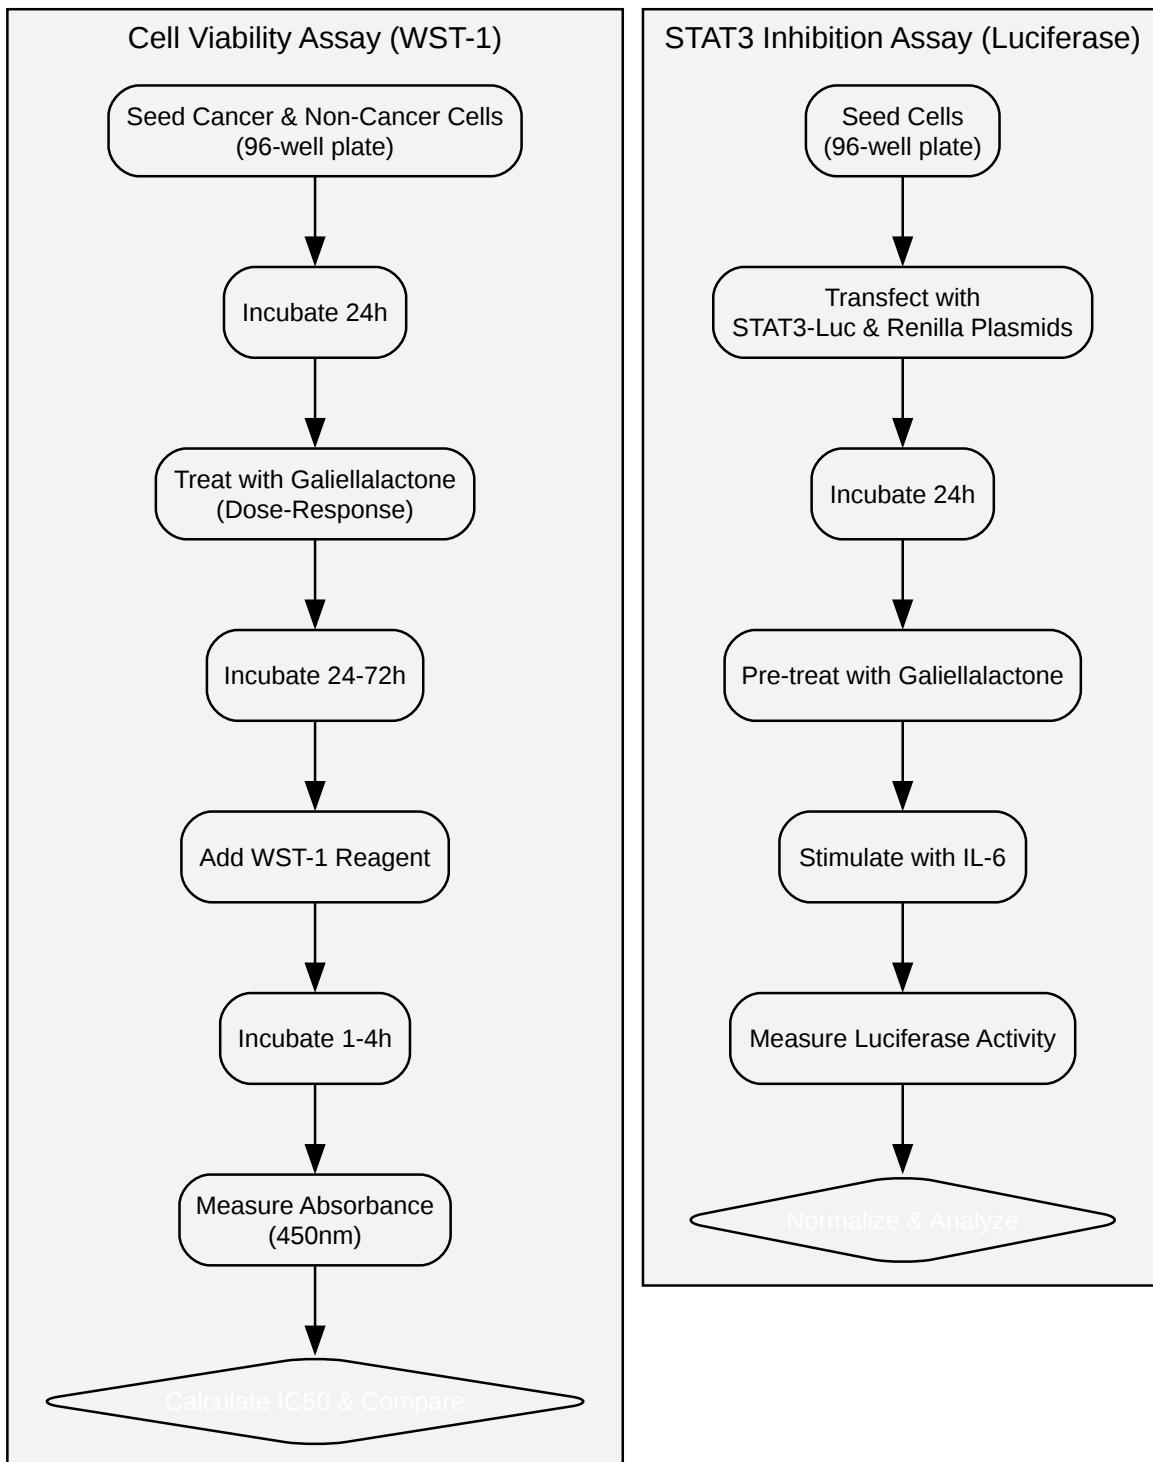 Cell Viability Assay (WST-1)
Seed Cancer & Non-Cancer Cells
(96-well plate)
Incubate 24h
Treat with Galiellalactone
(Dose-Response)
Incubate 24-72h
Add WST-1 Reagent
Incubate 1-4h
Measure Absorbance
(450nm)
Calculate IC50 & Compare
STAT3 Inhibition Assay (Luciferase)
Seed Cells
(96-well plate)
Transfect with
STAT3-Luc & Renilla Plasmids
Incubate 24h
Pre-treat with Galiellalactone
Stimulate with IL-6
Measure Luciferase Activity
Normalize & Analyze